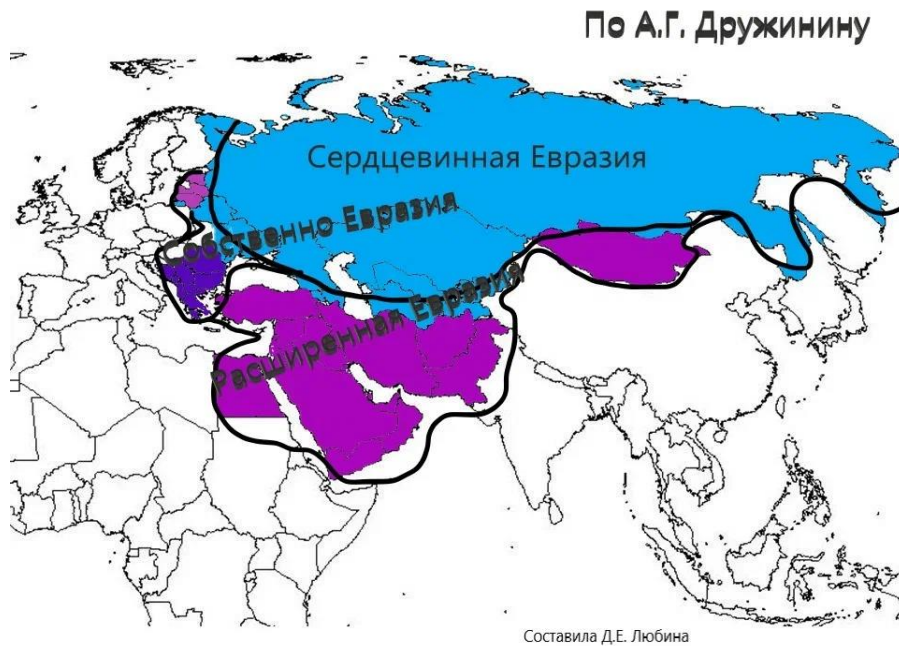 По А.Г. Дружинину
Сердцевинная Евразия
Собственно Евразия
Расширенная Евразия
Составила Д.Е. Любина